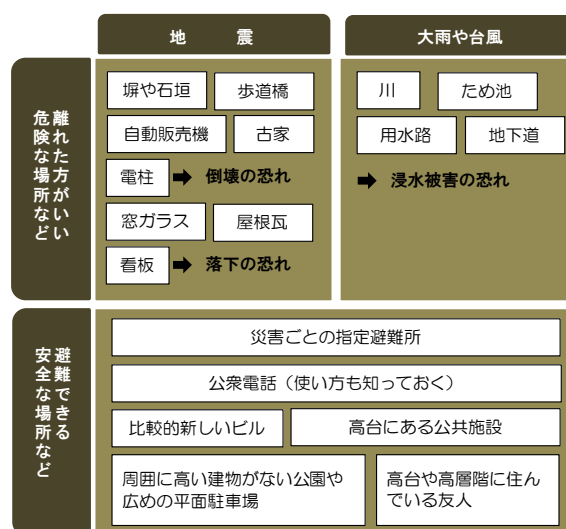 地　震
大雨や台風
離れた方がいい
危険な場所など
塀や石垣
歩道橋
自動販売機
古家
電柱
➡ 倒壊の恐れ
窓ガラス
屋根瓦
看板
➡ 落下の恐れ
川
ため池
用水路
地下道
➡ 浸水被害の恐れ
避難できる
安全な場所など
災害ごとの指定避難所
公衆電話（使い方も知っておく）
比較的新しいビル
高台にある公共施設
周囲に高い建物がない公園や
広めの平面駐車場
高台や高層階に住ん
でいる友人